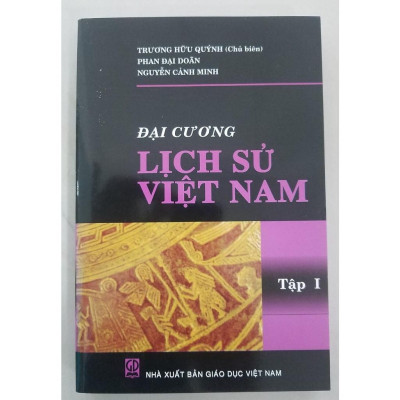 TRƯƠNG HỮU QUÝNH (Chủ biên)
PHAN ĐẠI DOÃN
NGUYỄN CẢNH MINH
ĐẠI CƯƠNG
LỊCH SỬ
VIỆT NAM
Tập I
NHÀ XUẤT BẢN GIÁO DỤC VIỆT NAM